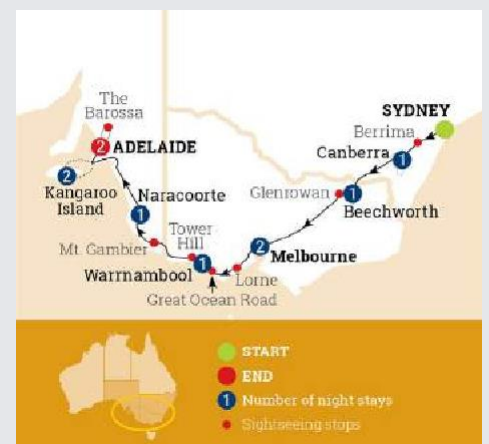 The
Barossa
SYDNEY
Berrima
2
ADELAIDE
Canberra
1
2
Kangaroo
Island
Naracoorte
1
Glenrowan
1
Beechworth
Tower
Hill
Mt. Gambier
2
Melbourne
Warrnambool
1
Lorne
Great Ocean Road
START
END
1 Number of night stays
Sightseeing stops